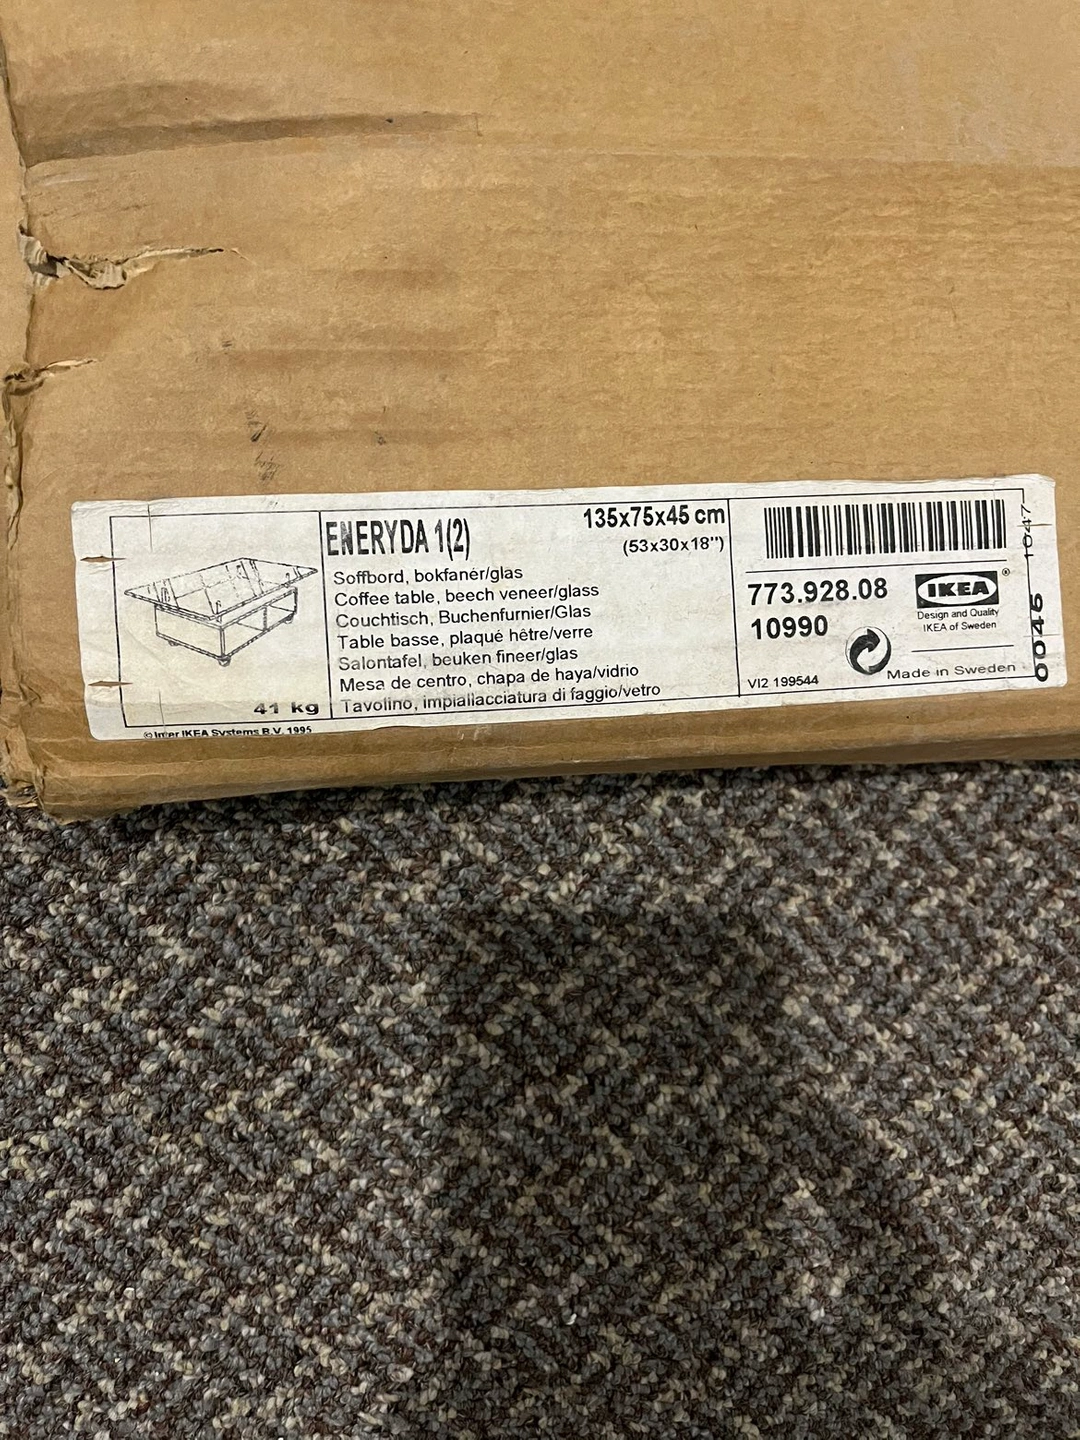 ENERYDA 1(2)
135x75x45 cm
(53x30x18")
Soffbord, bokfanér/glas
Coffee table, beech veneer/glass
Couchtisch, Buchenfurnier/Glas
Table basse, plaqué hêtre/verre
Salontafel, beuken fineer/glas
Mesa de centro, chapa de haya/vidrio
Tavolino, impiallacciatura di faggio/vetro
41 kg
© Inter IKEA Systems B.V. 1995
773.928.08
10990
VI2 199544
IKEA®
Design and Quality
IKEA of Sweden
Made in Sweden
1047
0045